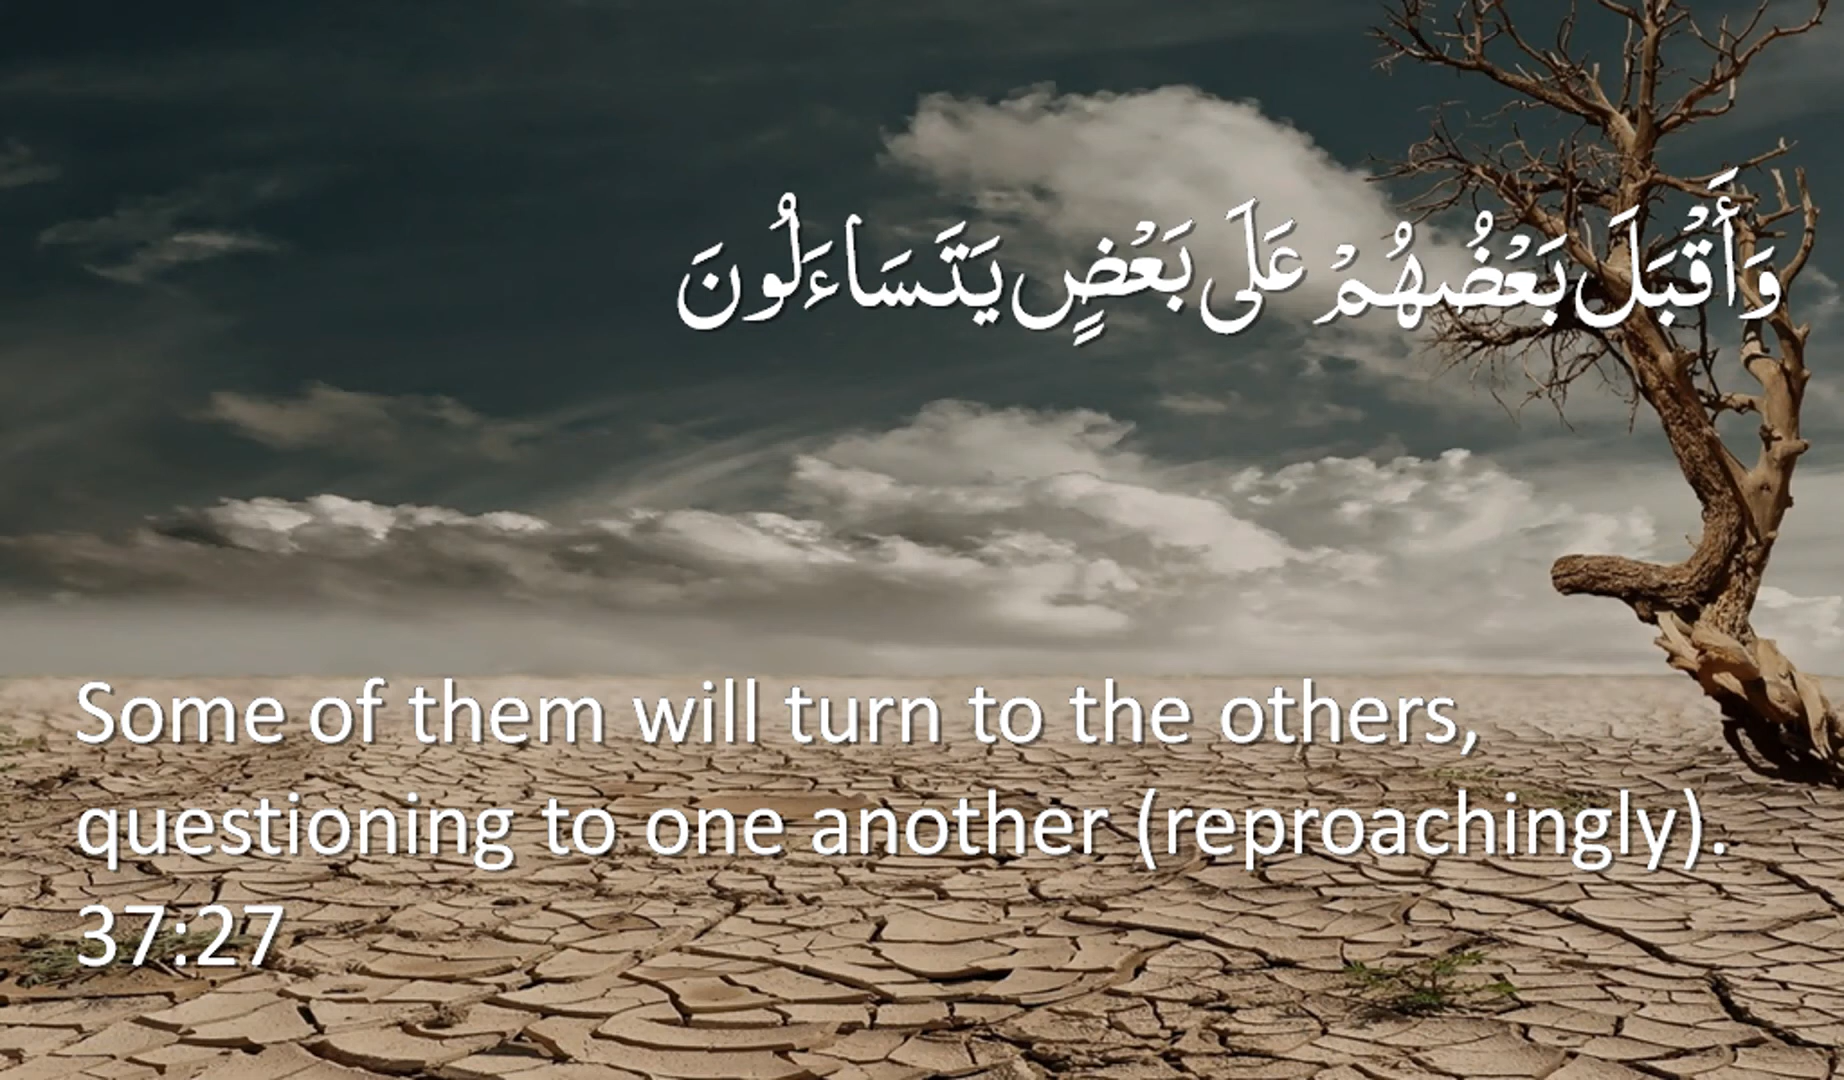 وَأَقْبَلَ بَعْضُهُمْ عَلَى بَعْضٍ يَتَسَاءَلُونَ
Some of them will turn to the others,
questioning to one another (reproachingly).
37:27